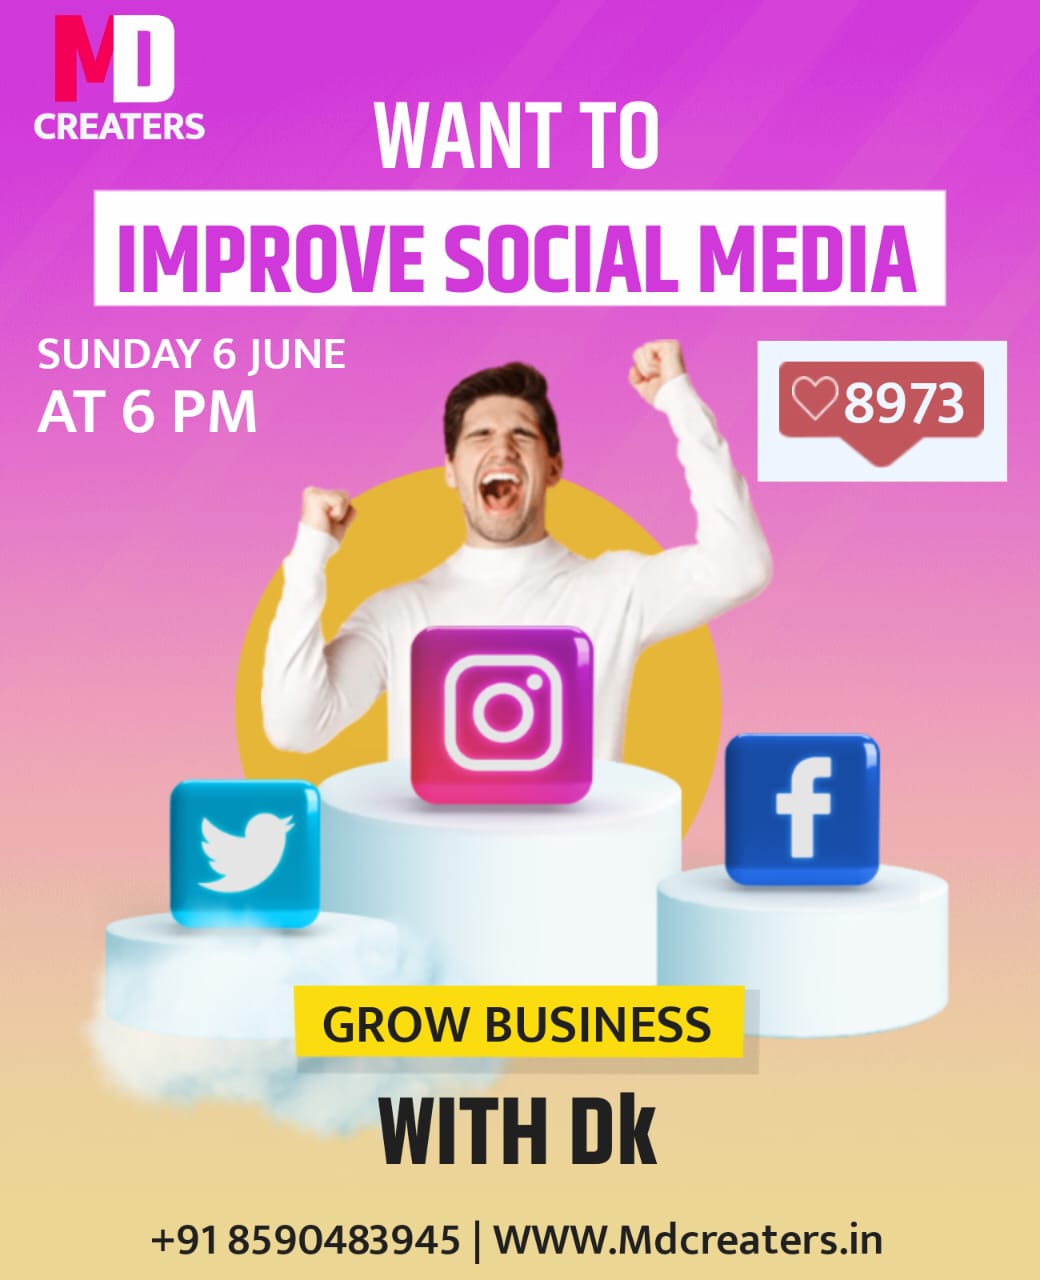 MD
CREATERS
WANT TO
IMPROVE SOCIAL MEDIA
SUNDAY 6 JUNE
AT 6 PM
8973
GROW BUSINESS
WITH Dk
+91 8590483945 | WWW.Mdcreaters.in